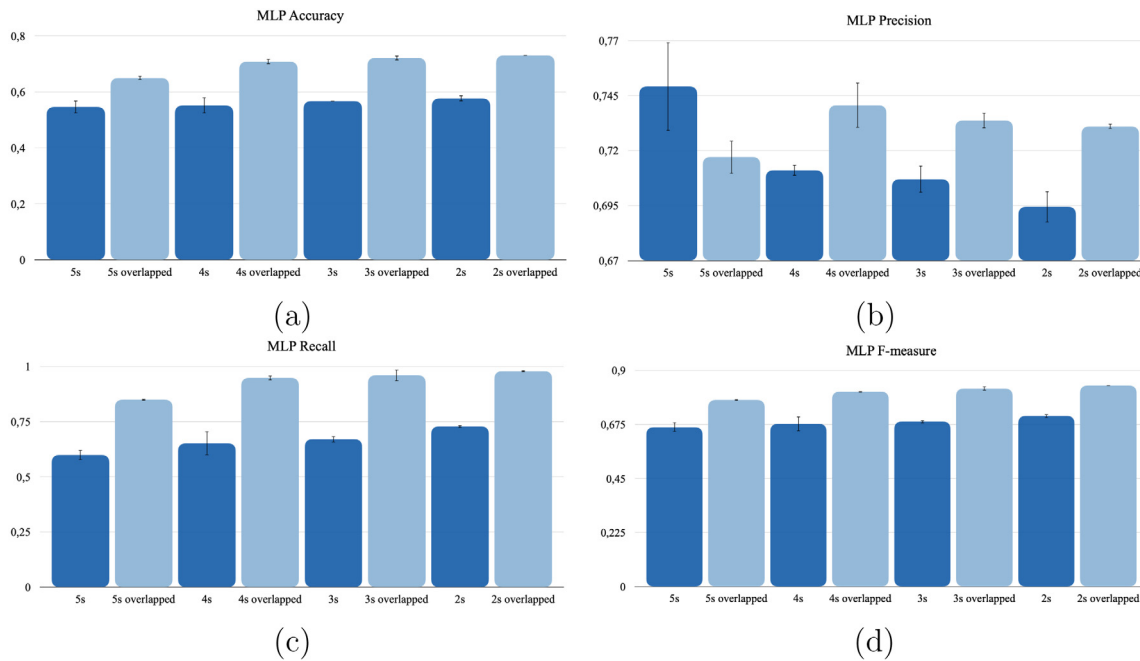 MLP Accuracy
0,8
0,6
0,4
0,2
0
5s 5s overlapped 4s 4s overlapped 3s 3s overlapped 2s 2s overlapped
(a)
MLP Precision
0,77
0,745
0,72
0,695
0,67
5s 5s overlapped 4s 4s overlapped 3s 3s overlapped 2s 2s overlapped
(b)
MLP Recall
1
0,75
0,5
0,25
0
5s 5s overlapped 4s 4s overlapped 3s 3s overlapped 2s 2s overlapped
(c)
MLP F-measure
0,9
0,675
0,45
0,225
0
5s 5s overlapped 4s 4s overlapped 3s 3s overlapped 2s 2s overlapped
(d)